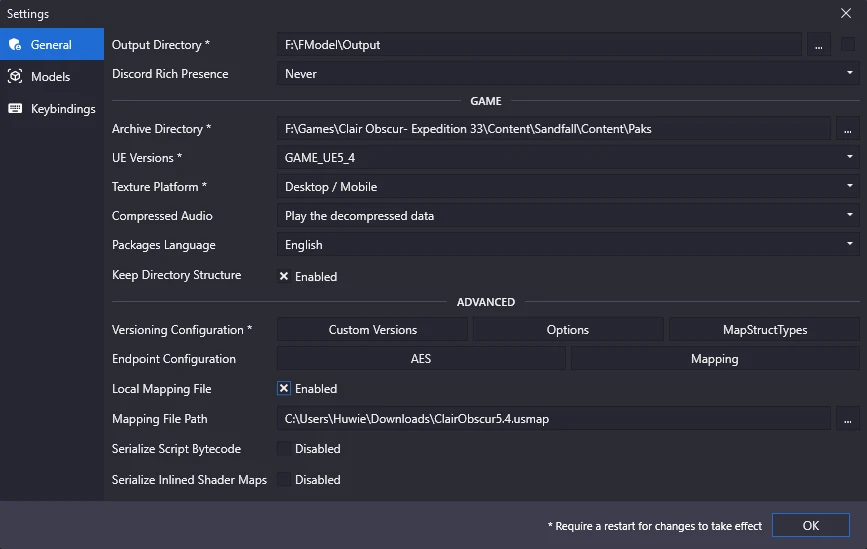 Settings
General
Models
Keybindings
Output Directory * F:\FModel\Output ...
Discord Rich Presence Never
GAME
Archive Directory * F:\Games\Clair Obscur- Expedition 33\Content\Sandfall\Content\Paks ...
UE Versions * GAME_UE5_4
Texture Platform * Desktop / Mobile
Compressed Audio Play the decompressed data
Packages Language English
Keep Directory Structure Enabled
ADVANCED
Versioning Configuration * Custom Versions Options MapStructTypes
Endpoint Configuration AES Mapping
Local Mapping File Enabled
Mapping File Path C:\Users\Huwie\Downloads\ClairObscur5.4.usmap ...
Serialize Script Bytecode Disabled
Serialize Inlined Shader Maps Disabled
* Require a restart for changes to take effect OK